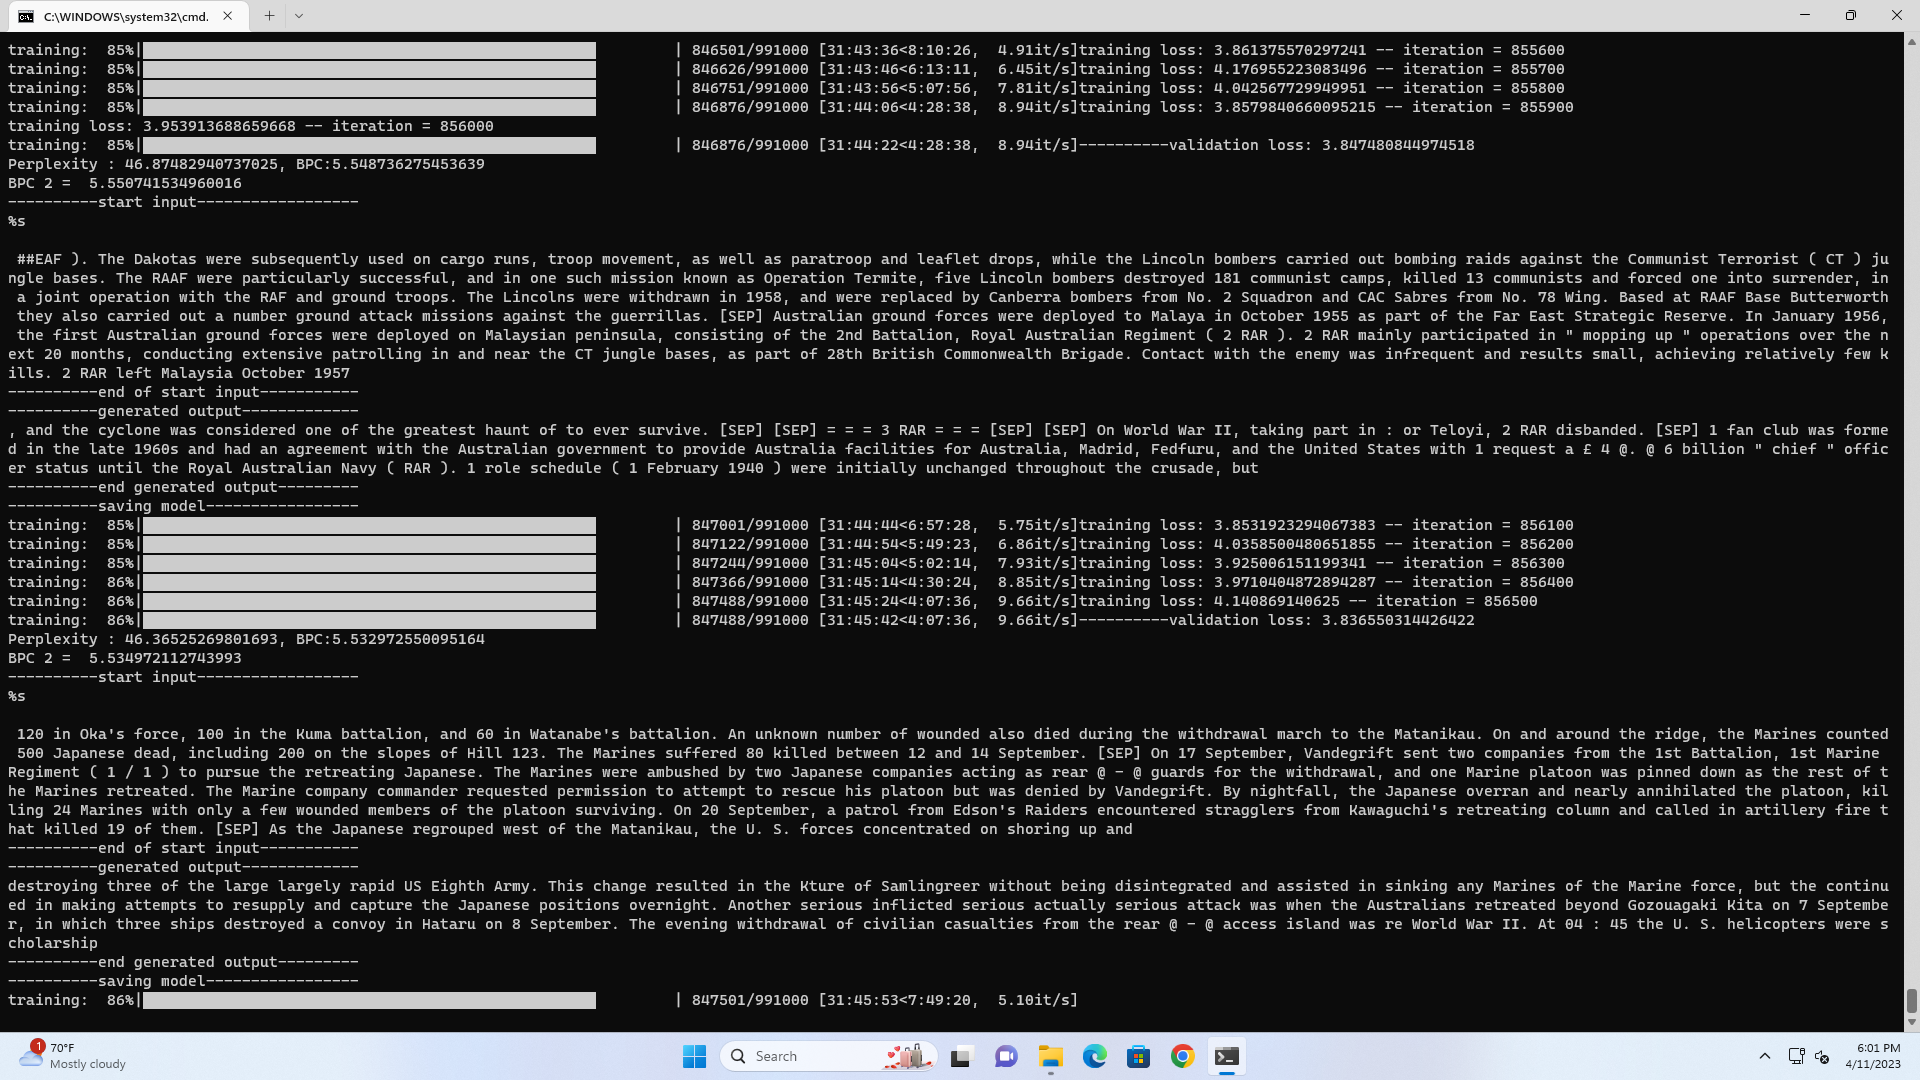 C:\WINDOWS\system32\cmd.
training:  85%| | 846501/991000 [31:43:36<8:10:26,  4.91it/s]training loss: 3.861375570297241 -- iteration = 855600
training:  85%| | 846626/991000 [31:43:46<6:13:11,  6.45it/s]training loss: 4.176955223083496 -- iteration = 855700
training:  85%| | 846751/991000 [31:43:56<5:07:56,  7.81it/s]training loss: 4.042567729949951 -- iteration = 855800
training:  85%| | 846876/991000 [31:44:06<4:28:38,  8.94it/s]training loss: 3.8579840660095215 -- iteration = 855900
training loss: 3.953913688659668 -- iteration = 856000
training:  85%| | 846876/991000 [31:44:22<4:28:38,  8.94it/s]----------validation loss: 3.847480844974518
Perplexity : 46.87482940737025, BPC:5.548736275453639
BPC 2 =  5.550741534960016
----------start input------------------
%s
##EAF ). The Dakotas were subsequently used on cargo runs, troop movement, as well as paratroop and leaflet drops, while the Lincoln bombers carried out bombing raids against the Communist Terrorist ( CT ) ju
ngle bases. The RAAF were particularly successful, and in one such mission known as Operation Termite, five Lincoln bombers destroyed 181 communist camps, killed 13 communists and forced one into surrender, in
a joint operation with the RAF and ground troops. The Lincolns were withdrawn in 1958, and were replaced by Canberra bombers from No. 2 Squadron and CAC Sabres from No. 78 Wing. Based at RAAF Base Butterworth
they also carried out a number ground attack missions against the guerrillas. [SEP] Australian ground forces were deployed to Malaya in October 1955 as part of the Far East Strategic Reserve. In January 1956,
the first Australian ground forces were deployed on Malaysian peninsula, consisting of the 2nd Battalion, Royal Australian Regiment ( 2 RAR ). 2 RAR mainly participated in " mopping up " operations over the n
ext 20 months, conducting extensive patrolling in and near the CT jungle bases, as part of 28th British Commonwealth Brigade. Contact with the enemy was infrequent and results small, achieving relatively few k
ills. 2 RAR left Malaysia October 1957
----------end of start input-----------
----------generated output-------------
, and the cyclone was considered one of the greatest haunt of to ever survive. [SEP] [SEP] = = = 3 RAR = = = [SEP] [SEP] On World War II, taking part in : or Teloyi, 2 RAR disbanded. [SEP] 1 fan club was forme
d in the late 1960s and had an agreement with the Australian government to provide Australia facilities for Australia, Madrid, Fedfuru, and the United States with 1 request a £ 4 @. @ 6 billion " chief " offic
er status until the Royal Australian Navy ( RAR ). 1 role schedule ( 1 February 1940 ) were initially unchanged throughout the crusade, but
----------end generated output---------
----------saving model-----------------
training:  85%| | 847001/991000 [31:44:44<6:57:28,  5.75it/s]training loss: 3.8531923294067383 -- iteration = 856100
training:  85%| | 847122/991000 [31:44:54<5:49:23,  6.86it/s]training loss: 4.0358500480651855 -- iteration = 856200
training:  85%| | 847244/991000 [31:45:04<5:02:14,  7.93it/s]training loss: 3.925006151199341 -- iteration = 856300
training:  86%| | 847366/991000 [31:45:14<4:30:24,  8.85it/s]training loss: 3.9710404872894287 -- iteration = 856400
training:  86%| | 847488/991000 [31:45:24<4:07:36,  9.66it/s]training loss: 4.140869140625 -- iteration = 856500
training:  86%| | 847488/991000 [31:45:42<4:07:36,  9.66it/s]----------validation loss: 3.836550314426422
Perplexity : 46.36525269801693, BPC:5.532972550095164
BPC 2 =  5.534972112743993
----------start input------------------
%s
120 in Oka's force, 100 in the Kuma battalion, and 60 in Watanabe's battalion. An unknown number of wounded also died during the withdrawal march to the Matanikau. On and around the ridge, the Marines counted
500 Japanese dead, including 200 on the slopes of Hill 123. The Marines suffered 80 killed between 12 and 14 September. [SEP] On 17 September, Vandegrift sent two companies from the 1st Battalion, 1st Marine
Regiment ( 1 / 1 ) to pursue the retreating Japanese. The Marines were ambushed by two Japanese companies acting as rear @ - @ guards for the withdrawal, and one Marine platoon was pinned down as the rest of t
he Marines retreated. The Marine company commander requested permission to attempt to rescue his platoon but was denied by Vandegrift. By nightfall, the Japanese overran and nearly annihilated the platoon, kil
ling 24 Marines with only a few wounded members of the platoon surviving. On 20 September, a patrol from Edson's Raiders encountered stragglers from Kawaguchi's retreating column and called in artillery fire t
hat killed 19 of them. [SEP] As the Japanese regrouped west of the Matanikau, the U. S. forces concentrated on shoring up and
----------end of start input-----------
----------generated output-------------
destroying three of the large largely rapid US Eighth Army. This change resulted in the Kture of Samlingreer without being disintegrated and assisted in sinking any Marines of the Marine force, but the continu
ed in making attempts to resupply and capture the Japanese positions overnight. Another serious inflicted serious actually serious attack was when the Australians retreated beyond Gozouagaki Kita on 7 Septembe
r, in which three ships destroyed a convoy in Hataru on 8 September. The evening withdrawal of civilian casualties from the rear @ - @ access island was re World War II. At 04 : 45 the U. S. helicopters were s
cholarship
----------end generated output---------
----------saving model-----------------
training:  86%| | 847501/991000 [31:45:53<7:49:20,  5.10it/s]
1
70°F
Mostly cloudy
Search
6:01 PM
4/11/2023